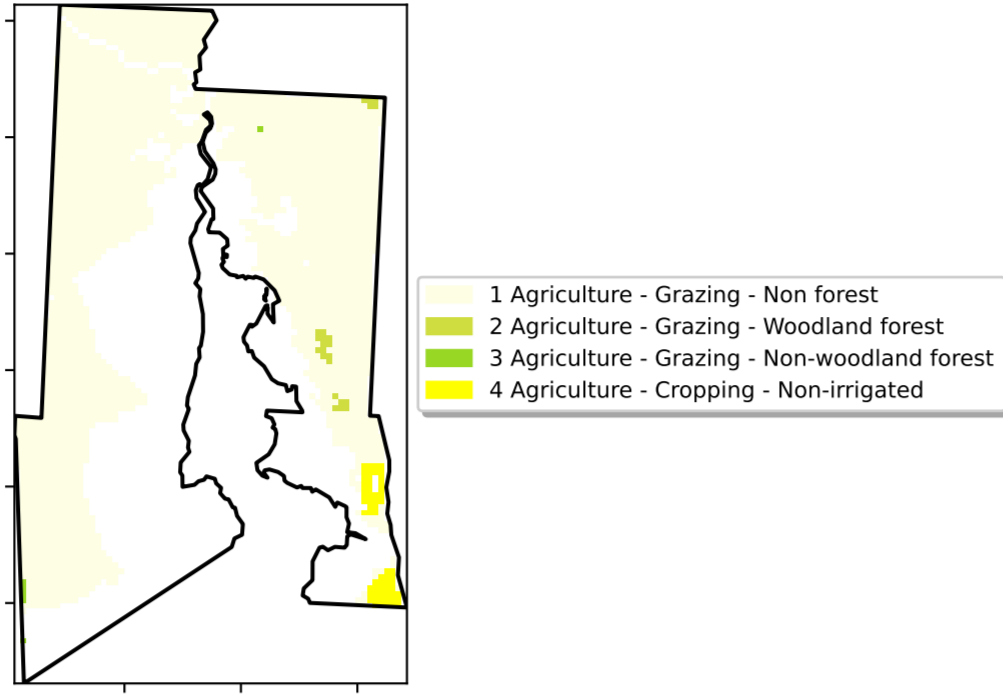 1 Agriculture - Grazing - Non forest
2 Agriculture - Grazing - Woodland forest
3 Agriculture - Grazing - Non-woodland forest
4 Agriculture - Cropping - Non-irrigated